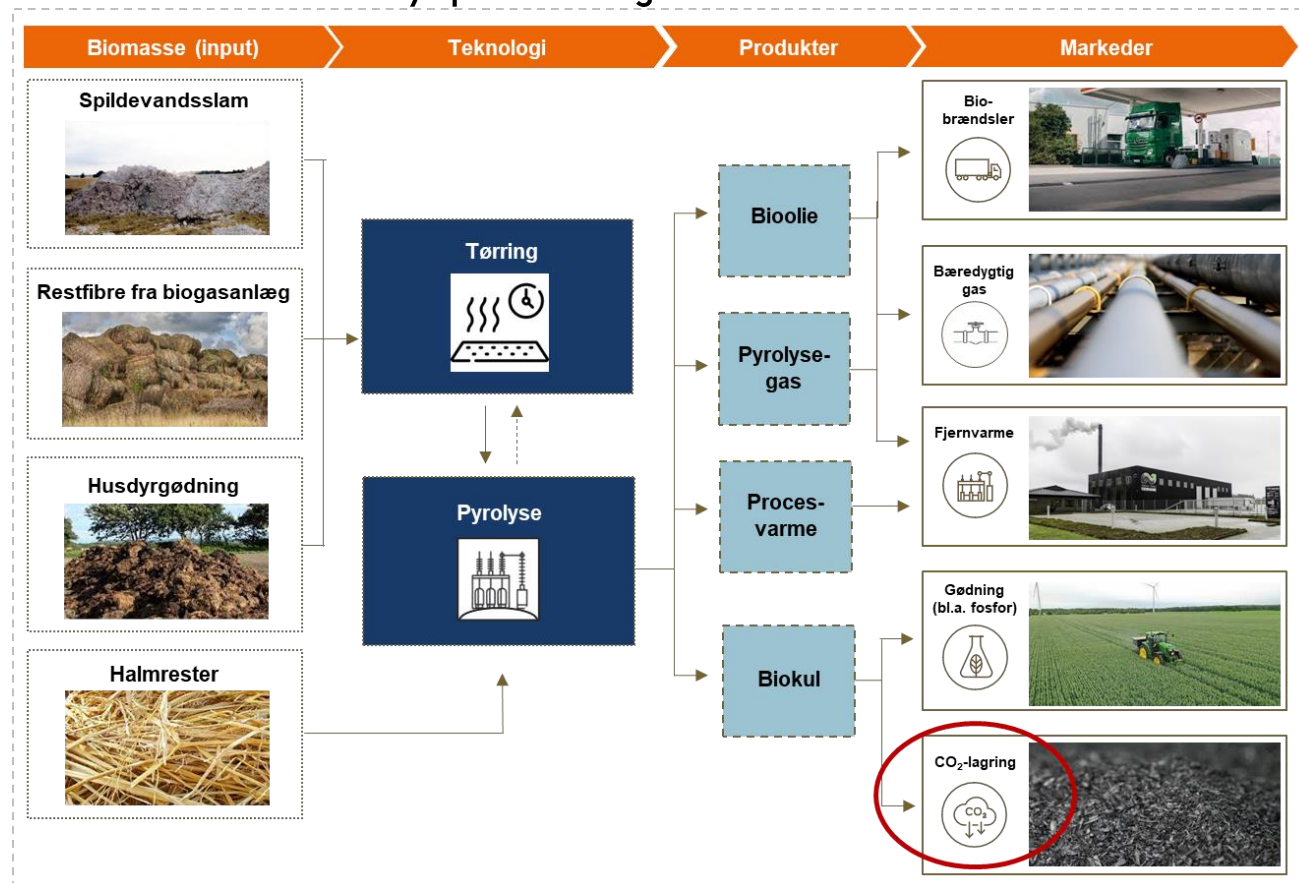 Biomasse (input)
Teknologi
Produkter
Markeder
Spildevandsslam
Restfibre fra biogasanlæg
Husdyrgødning
Halmrester
Tørring
Pyrolyse
Bioolie
Pyrolyse-
gas
Proces-
varme
Biokul
Bio-
brændsler
Bæredygtig
gas
Fjernvarme
Gødning
(bl.a. fosfor)
CO₂-lagring
CO₂